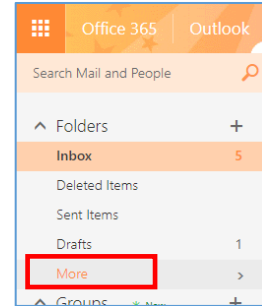 Office 365 Outlook
Search Mail and People
Folders +
Inbox 5
Deleted Items
Sent Items
Drafts 1
More >
Groups * New +